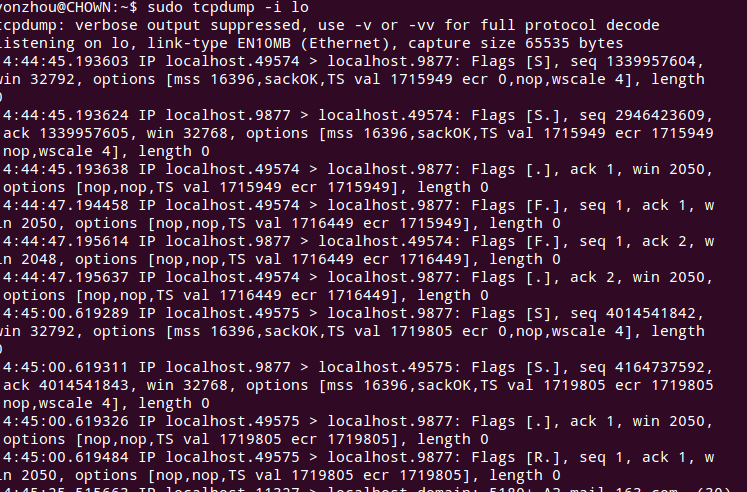 yonzhou@CHOWN:~$ sudo tcpdump -i lo
tcpdump: verbose output suppressed, use -v or -vv for full protocol decode
listening on lo, link-type EN10MB (Ethernet), capture size 65535 bytes
4:44:45.193603 IP localhost.49574 > localhost.9877: Flags [S], seq 1339957604,
win 32792, options [mss 16396,sackOK,TS val 1715949 ecr 0,nop,wscale 4], length
0
4:44:45.193624 IP localhost.9877 > localhost.49574: Flags [S.], seq 2946423609,
ack 1339957605, win 32768, options [mss 16396,sackOK,TS val 1715949 ecr 1715949
nop,wscale 4], length 0
4:44:45.193638 IP localhost.49574 > localhost.9877: Flags [.], ack 1, win 2050,
options [nop,nop,TS val 1715949 ecr 1715949], length 0
4:44:47.194458 IP localhost.49574 > localhost.9877: Flags [F.], seq 1, ack 1, w
in 2050, options [nop,nop,TS val 1716449 ecr 1715949], length 0
4:44:47.195614 IP localhost.9877 > localhost.49574: Flags [F.], seq 1, ack 2, w
in 2048, options [nop,nop,TS val 1716449 ecr 1716449], length 0
4:44:47.195637 IP localhost.49574 > localhost.9877: Flags [.], ack 2, win 2050,
options [nop,nop,TS val 1716449 ecr 1716449], length 0
4:45:00.619289 IP localhost.49575 > localhost.9877: Flags [S], seq 4014541842,
win 32792, options [mss 16396,sackOK,TS val 1719805 ecr 0,nop,wscale 4], length
0
4:45:00.619311 IP localhost.9877 > localhost.49575: Flags [S.], seq 4164737592,
ack 4014541843, win 32768, options [mss 16396,sackOK,TS val 1719805 ecr 1719805
nop,wscale 4], length 0
4:45:00.619326 IP localhost.49575 > localhost.9877: Flags [.], ack 1, win 2050,
options [nop,nop,TS val 1719805 ecr 1719805], length 0
4:45:00.619484 IP localhost.49575 > localhost.9877: Flags [R.], seq 1, ack 1, w
in 2050, options [nop,nop,TS val 1719805 ecr 1719805], length 0